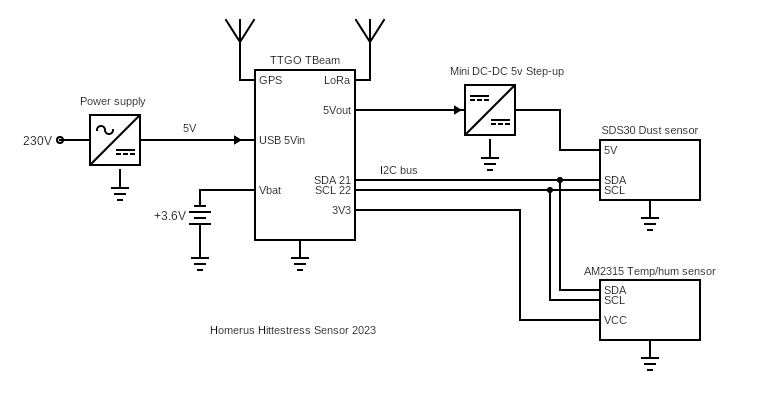 TTGO TBeam
GPS
LoRa
Mini DC-DC 5v Step-up
Power supply
5Vout
230V
5V
USB 5Vin
SDS30 Dust sensor
5V
I2C bus
SDA 21
SCL 22
SDA
SCL
Vbat
3V3
+3.6V
AM2315 Temp/hum sensor
SDA
SCL
VCC
Homerus Hittestress Sensor 2023